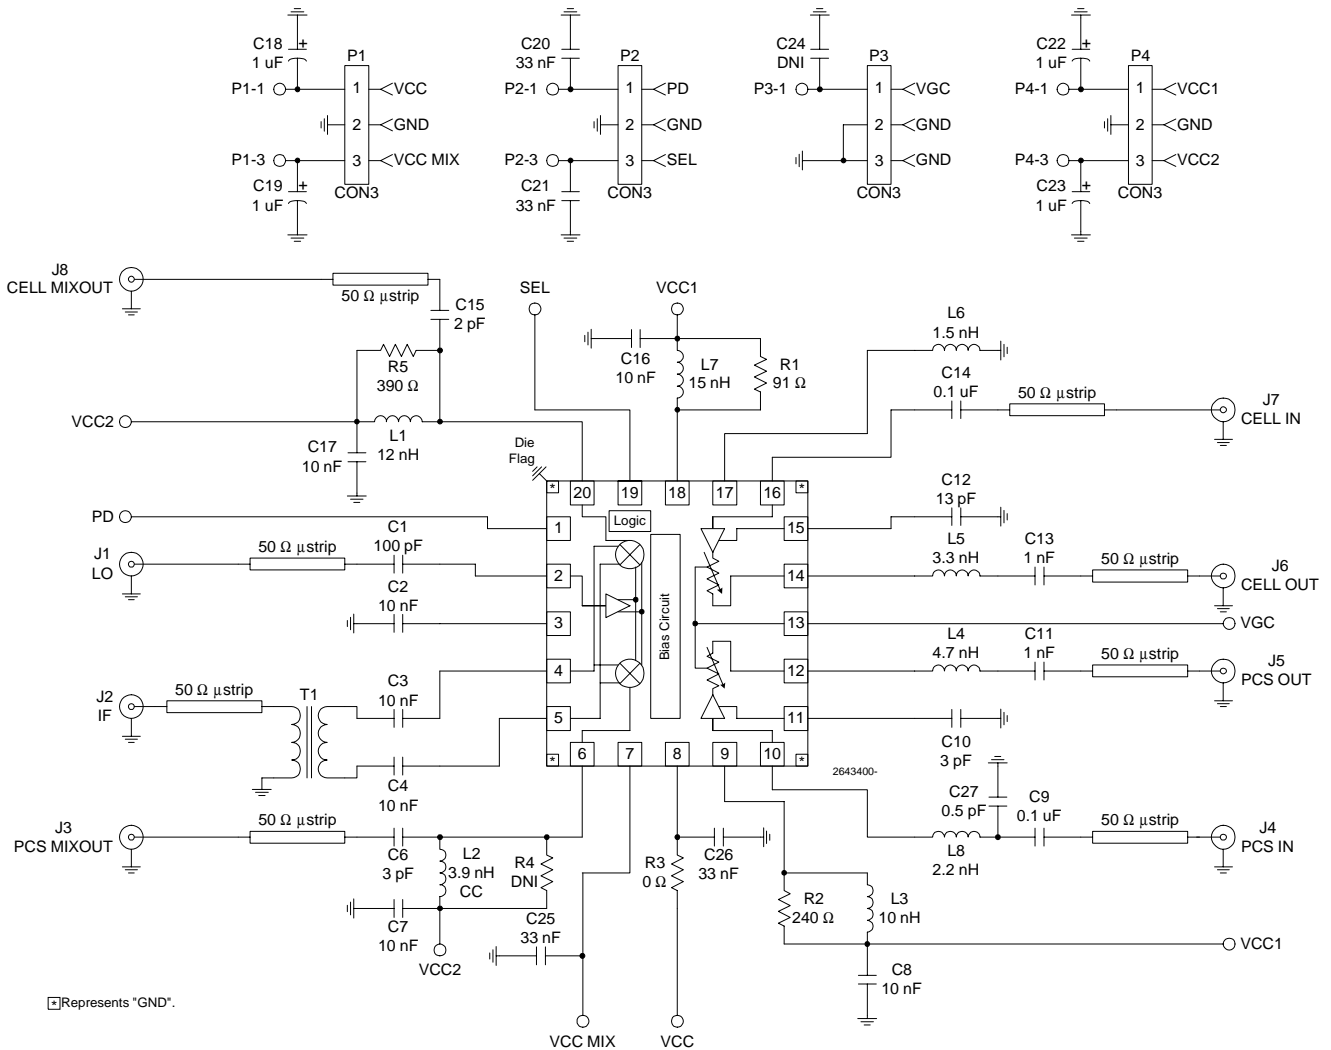 C18
1 uF
+
P1
P1-1
1
VCC
2
GND
P1-3
3
VCC MIX
C19
1 uF
+
CON3
C20
33 nF
P2
P2-1
1
PD
2
GND
P2-3
3
SEL
C21
33 nF
CON3
C24
DNI
P3
P3-1
1
VGC
2
GND
3
GND
CON3
C22
1 uF
+
P4
P4-1
1
VCC1
2
GND
P4-3
3
VCC2
C23
1 uF
+
CON3
J8
CELL MIXOUT
50 Ω µstrip
C15
2 pF
R5
390 Ω
VCC2
L1
12 nH
C17
10 nF
SEL
VCC1
C16
10 nF
L7
15 nH
R1
91 Ω
L6
1.5 nH
C14
0.1 uF
50 Ω µstrip
J7
CELL IN
Die
Flag
*
20
19
18
17
16
*
PD
1
Logic
15
C12
13 pF
J1
LO
50 Ω µstrip
C1
100 pF
2
14
L5
3.3 nH
C13
1 nF
50 Ω µstrip
J6
CELL OUT
C2
10 nF
3
Bias Circuit
13
VGC
J2
IF
50 Ω µstrip
T1
C3
10 nF
4
12
L4
4.7 nH
C11
1 nF
50 Ω µstrip
J5
PCS OUT
5
11
C10
3 pF
C4
10 nF
*
6
7
8
9
10
*
2643400-
J3
PCS MIXOUT
50 Ω µstrip
C6
3 pF
L2
3.9 nH
CC
R4
DNI
R3
0 Ω
C26
33 nF
C27
0.5 pF
C9
0.1 uF
50 Ω µstrip
J4
PCS IN
L8
2.2 nH
C7
10 nF
VCC2
C25
33 nF
R2
240 Ω
L3
10 nH
VCC1
C8
10 nF
VCC MIX
VCC
*Represents "GND".